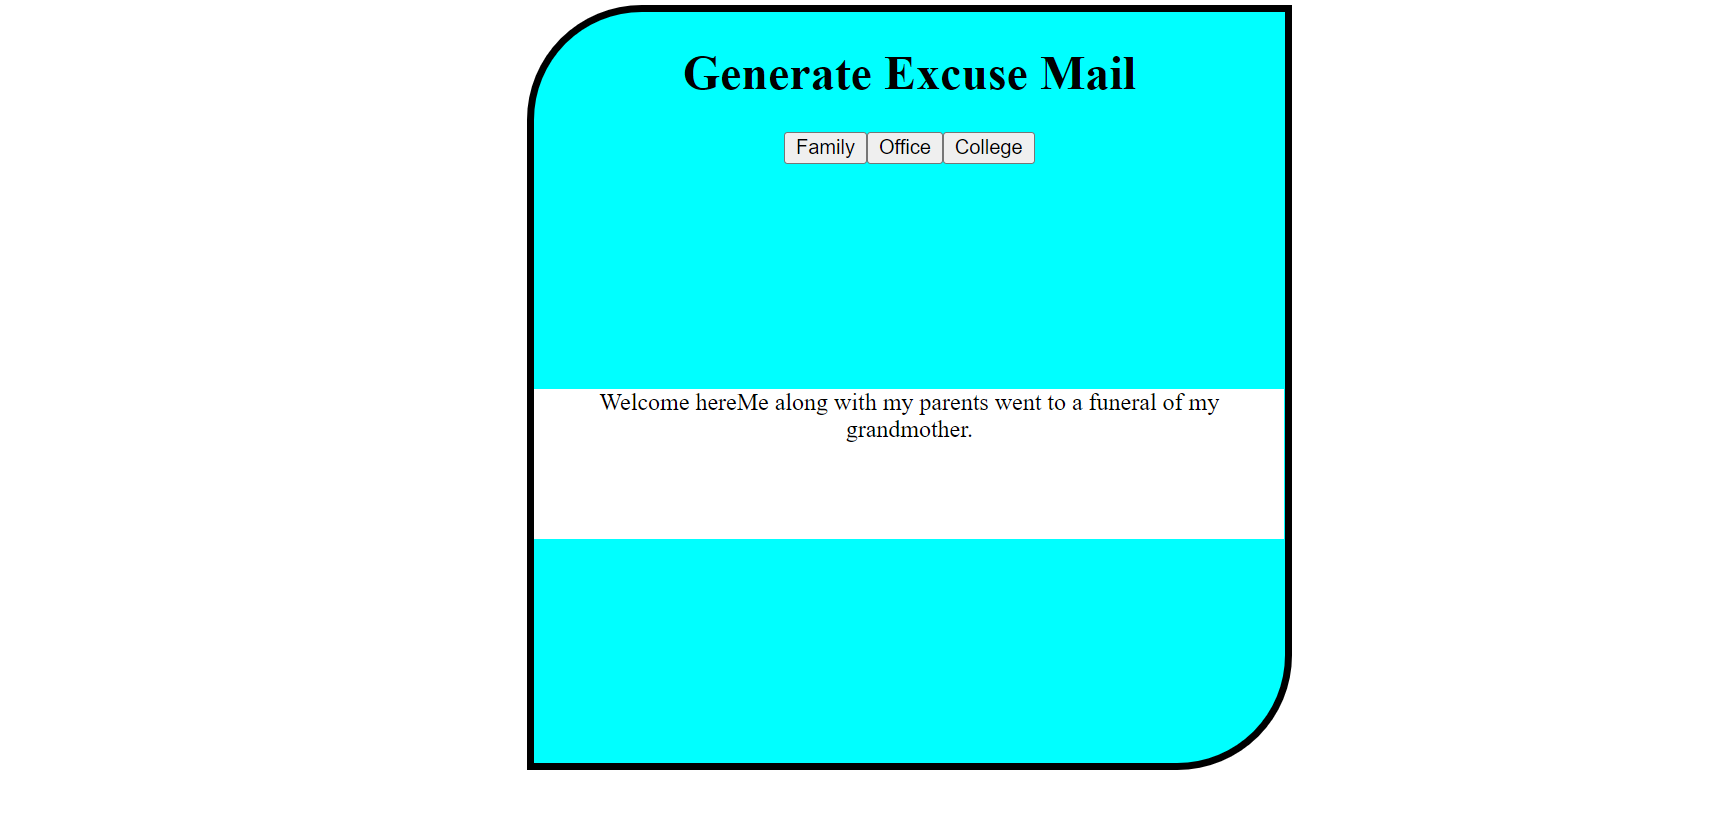 Generate Excuse Mail
Family Office College
Welcome hereMe along with my parents went to a funeral of my
grandmother.